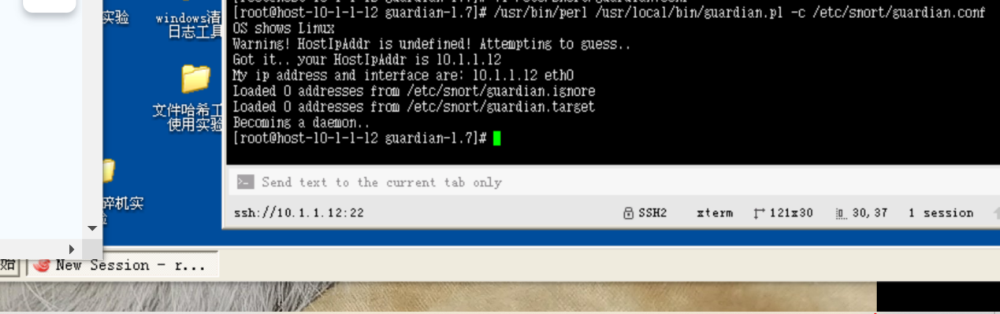 实验
windows清
日志工具
文件哈希工
使用实验
碎机实
验
[root@host-10-1-1-12 guardian-1.7]# /usr/bin/perl /usr/local/bin/guardian.pl -c /etc/snort/guardian.conf
OS shows Linux
Warning! HostIpAddr is undefined! Attempting to guess..
Got it.. your HostIpAddr is 10.1.1.12
My ip address and interface are: 10.1.1.12 eth0
Loaded 0 addresses from /etc/snort/guardian.ignore
Loaded 0 addresses from /etc/snort/guardian.target
Becoming a daemon..
[root@host-10-1-1-12 guardian-1.7]#
Send text to the current tab only
ssh://10.1.1.12:22 SSH2 xterm 121x30 30,37 1 session
始 New Session - r...